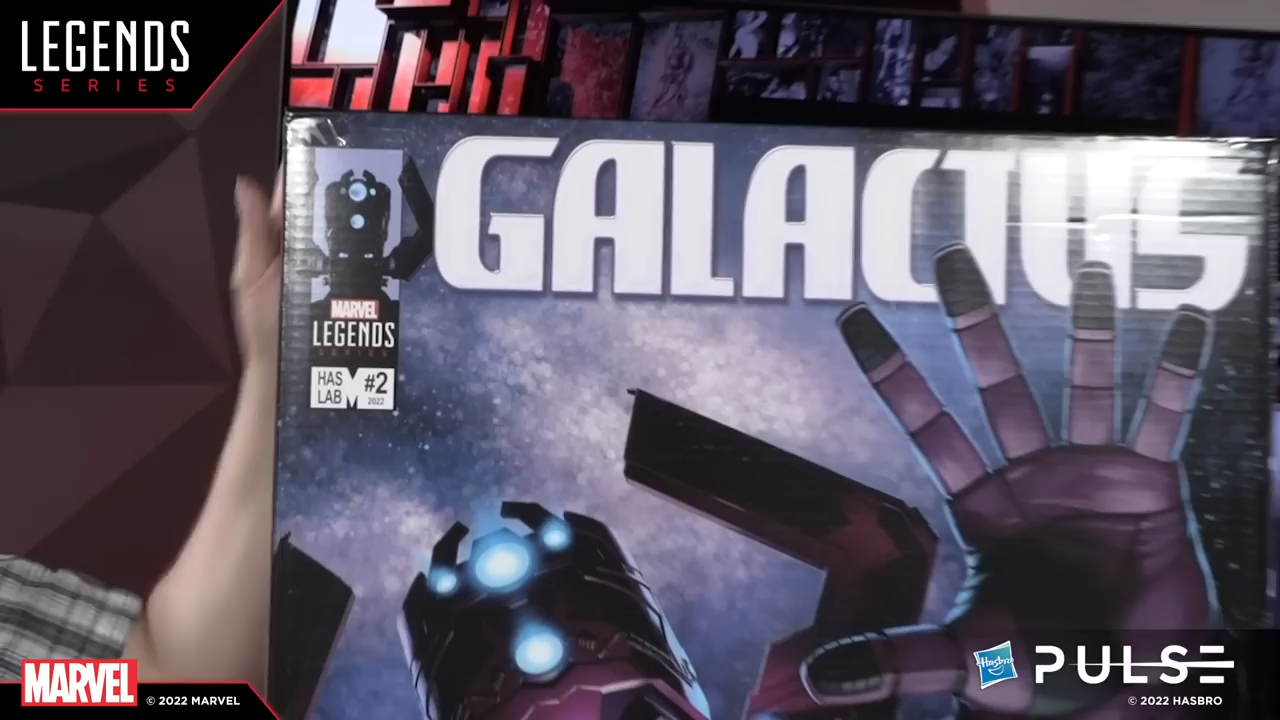 LEGENDS
SERIES
GALACTUS
MARVEL
LEGENDS
SERIES
HAS
LAB
#2
2022
MARVEL
© 2022 MARVEL
Hasbro
PULSE
© 2022 HASBRO